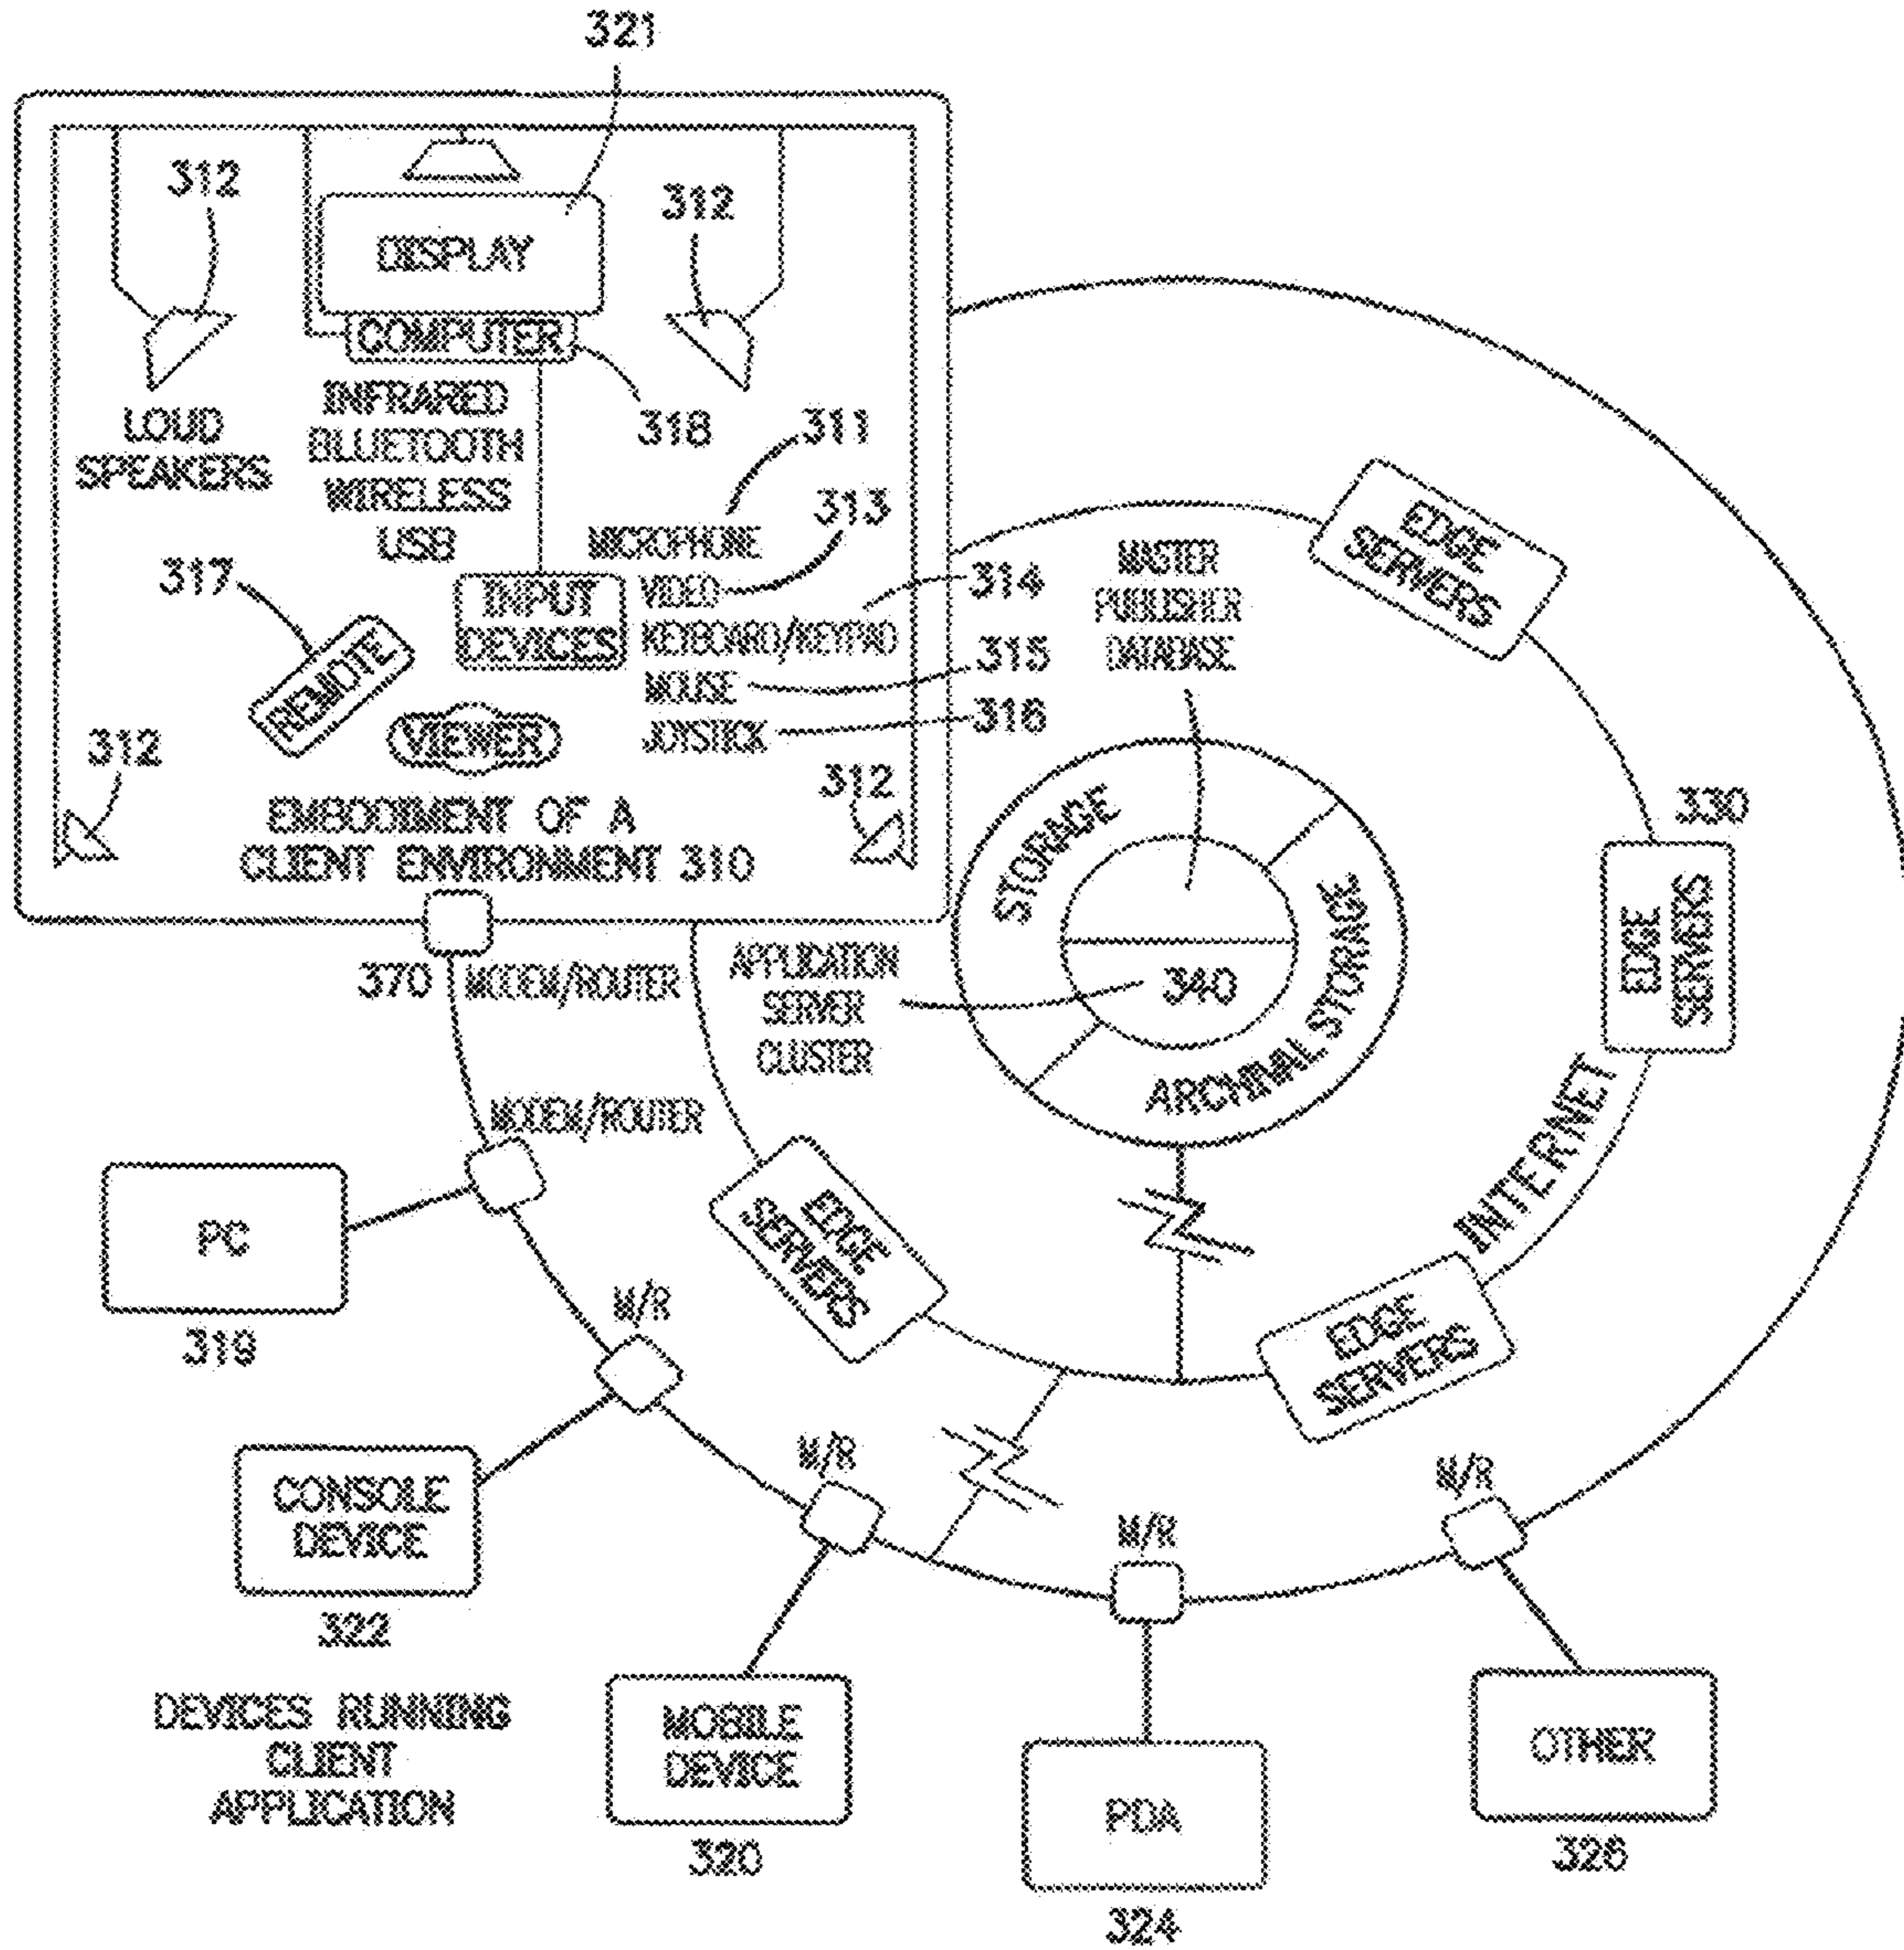 321
312
312
DISPLAY
COMPUTER
318
LOUD
SPEAKERS
INFRARED
BLUETOOTH
WIRELESS
USB
311
MICROPHONE
313
317
INPUT
DEVICES
VIDEO
314
KEYBOARD/KEYPAD
315
MOUSE
316
JOYSTICK
REMOTE
VIEWER
312
312
EMBODIMENT OF A
CLIENT ENVIRONMENT 310
MASTER
PUBLISHER
DATABASE
EDGE
SERVERS
330
EDGE
SERVERS
STORAGE
ARCHIVAL STORAGE
340
APPLICATION
SERVER
CLUSTER
370 MODEM/ROUTER
MODEM/ROUTER
INTERNET
EDGE
SERVERS
EDGE
SERVERS
PC
319
M/R
CONSOLE
DEVICE
322
M/R
M/R
M/R
DEVICES RUNNING
CLIENT
APPLICATION
MOBILE
DEVICE
320
PDA
324
OTHER
326